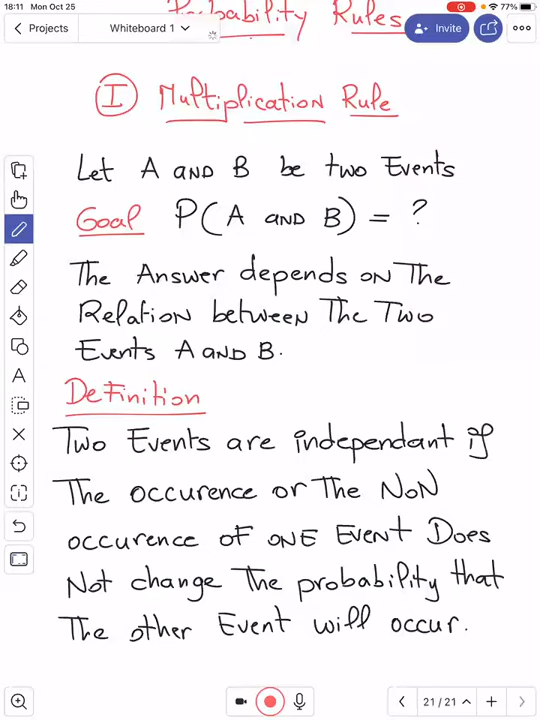 18:11 Mon Oct 25
77%
Projects
Whiteboard 1
Invite
Probability Rules
I Multiplication Rule
Let A and B be two Events
Goal P(A and B) = ?
The Answer depends on The
Relation between The Two
Events A and B.
Definition
Two Events are independant if
The occurence or The Non
occurence of one Event Does
Not change The probability that
The other Event will occur.
A
21/21